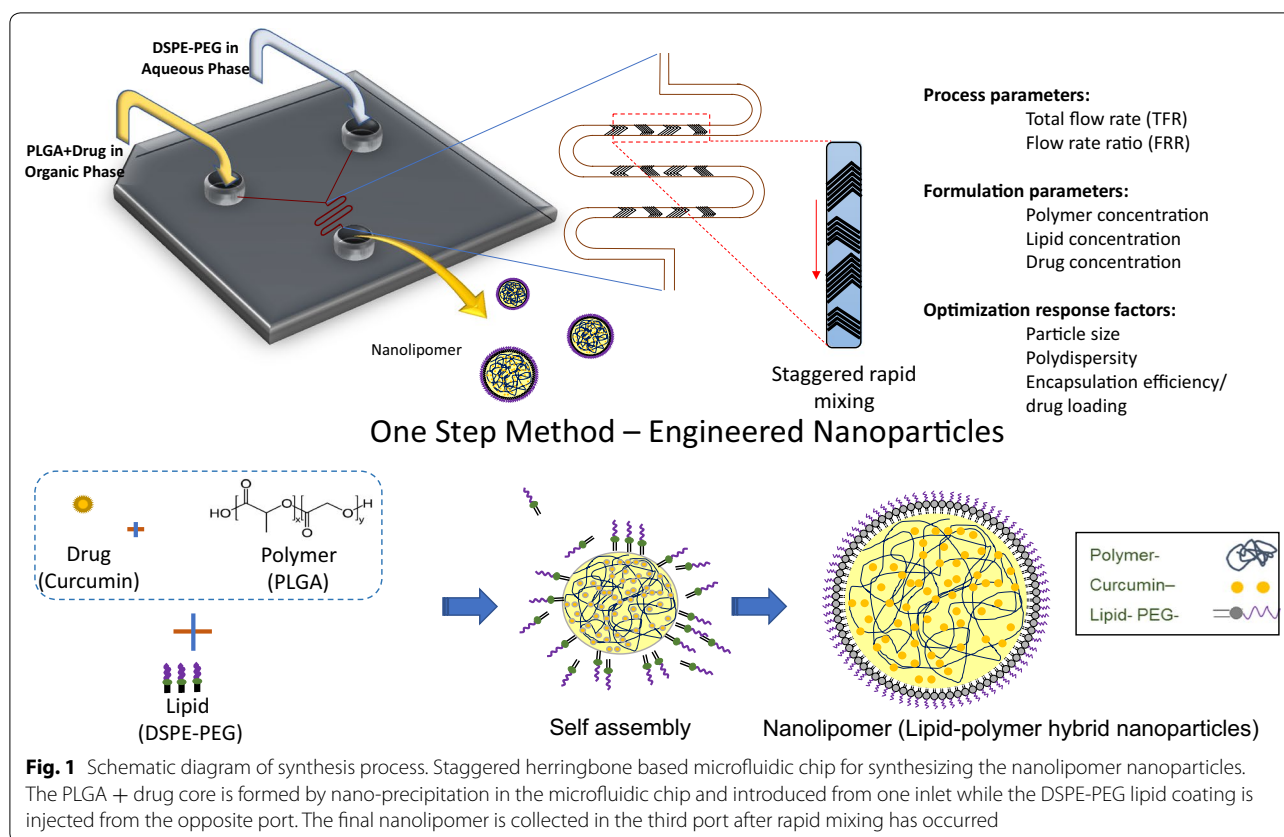 DSPE-PEG in
Aqueous Phase
PLGA+Drug in
Organic Phase
Nanolipomer
Staggered rapid
mixing
Process parameters:
Total flow rate (TFR)
Flow rate ratio (FRR)
Formulation parameters:
Polymer concentration
Lipid concentration
Drug concentration
Optimization response factors:
Particle size
Polydispersity
Encapsulation efficiency/
drug loading
One Step Method – Engineered Nanoparticles
Drug
(Curcumin)
HO
O
O
x
O
O
y
H
Polymer
(PLGA)
Lipid
(DSPE-PEG)
Self assembly
Nanolipomer (Lipid-polymer hybrid nanoparticles)
Polymer-
Curcumin–
Lipid- PEG-
Fig. 1 Schematic diagram of synthesis process. Staggered herringbone based microfluidic chip for synthesizing the nanolipomer nanoparticles.
The PLGA + drug core is formed by nano-precipitation in the microfluidic chip and introduced from one inlet while the DSPE-PEG lipid coating is
injected from the opposite port. The final nanolipomer is collected in the third port after rapid mixing has occurred